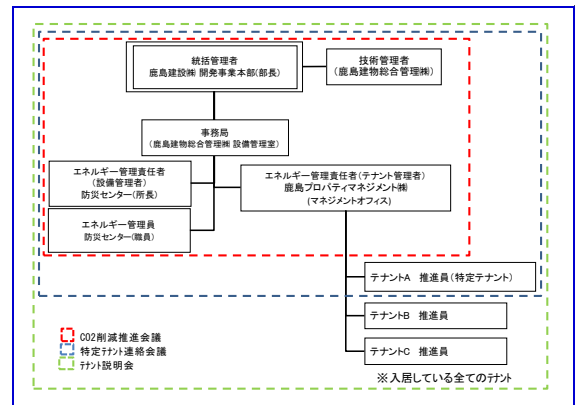 統括管理者
鹿島建設㈱ 開発事業本部(部長)
技術管理者
(鹿島建物総合管理㈱)
事務局
(鹿島建物総合管理㈱ 設備管理室)
エネルギー管理責任者
(設備管理者)
防災センター(所長)
エネルギー管理責任者(テナント管理者)
鹿島プロパティマネジメント㈱
(マネジメントオフィス)
エネルギー管理員
防災センター(職員)
テナントA 推進員(特定テナント)
テナントB 推進員
テナントC 推進員
CO2削減推進会議
特定テナント連絡会議
テナント説明会
※入居している全てのテナント